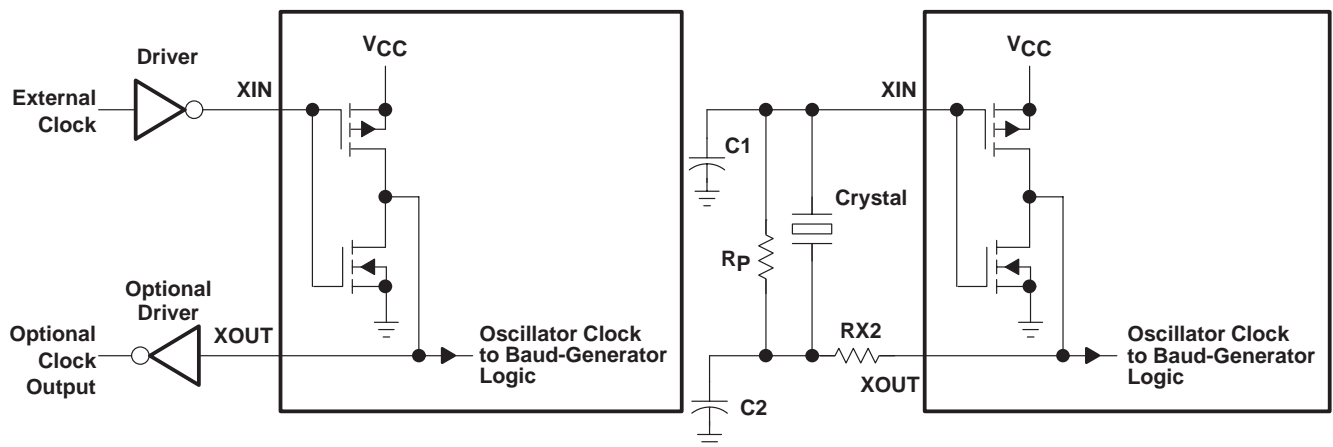 Driver
External
Clock
XIN
VCC
Optional
Driver
Optional
Clock
Output
XOUT
Oscillator Clock
to Baud-Generator
Logic
XIN
VCC
C1
Crystal
RP
RX2
XOUT
C2
Oscillator Clock
to Baud-Generator
Logic